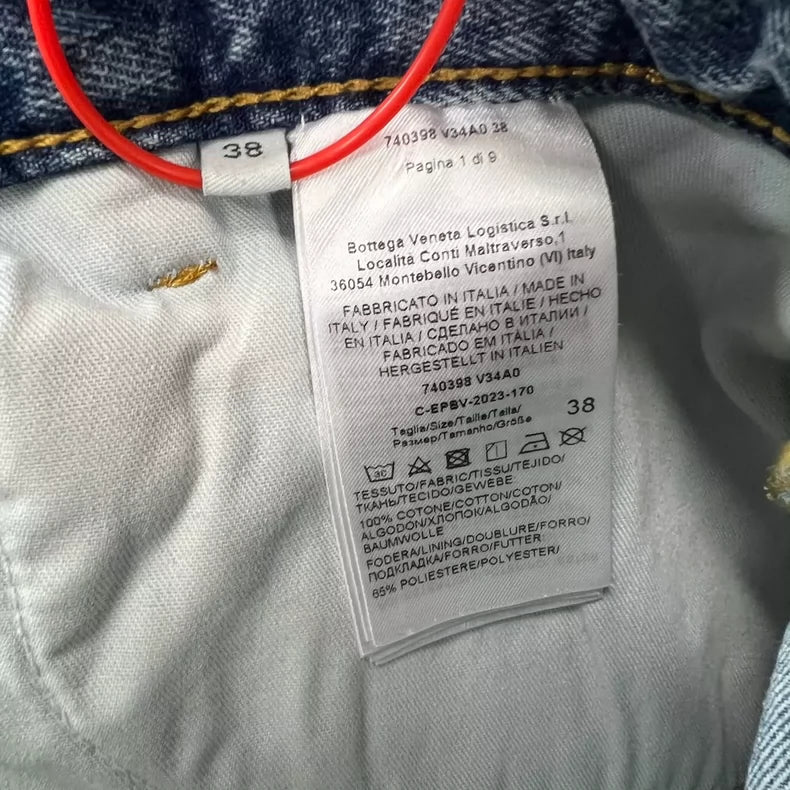 38
740398 V34A0 38
Pagina 1 di 9
Bottega Veneta Logistica S.r.l.
Località Conti Maltraverso,1
36054 Montebello Vicentino (VI) Italy
FABBRICATO IN ITALIA / MADE IN
ITALY / FABRIQUÉ EN ITALIE / HECHO
EN ITALIA / СДЕЛАНО В ИТАЛИИ /
FABRICADO EM ITÁLIA /
HERGESTELLT IN ITALIEN
740398 V34A0
C-EPBV-2023-170
Taglia/Size/Taille/Talla/
Размер/Tamanho/Größe
38
30
TESSUTO/FABRIC/TISSU/TEJIDO/
ТКАНЬ/TECIDO/GEWEBE:
100% COTONE/COTTON/COTON/
ALGODÓN/ХЛОПОК/ALGODÃO/
BAUMWOLLE
FODERA/LINING/DOUBLURE/FORRO/
ПОДКЛАДКА/FORRO/FUTTER:
65% POLIESTERE/POLYESTER/